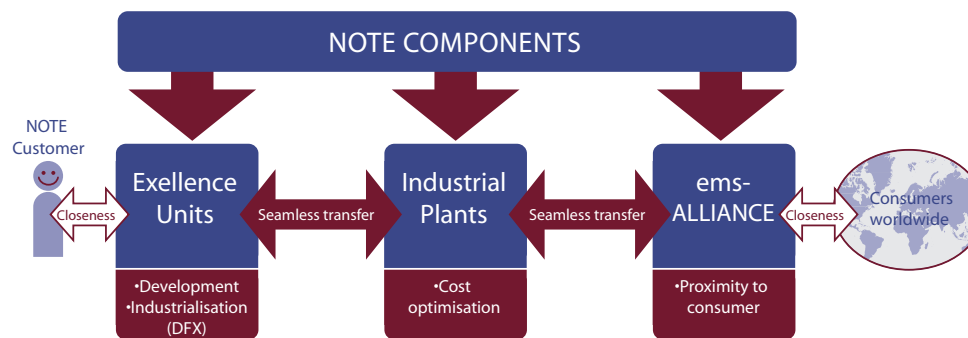 NOTE COMPONENTS
NOTE
Customer
Closeness
Exellence
Units
•Development
•Industrialisation
(DFX)
Seamless transfer
Industrial
Plants
•Cost
optimisation
Seamless transfer
ems-
ALLIANCE
•Proximity to
consumer
Closeness
Consumers
worldwide